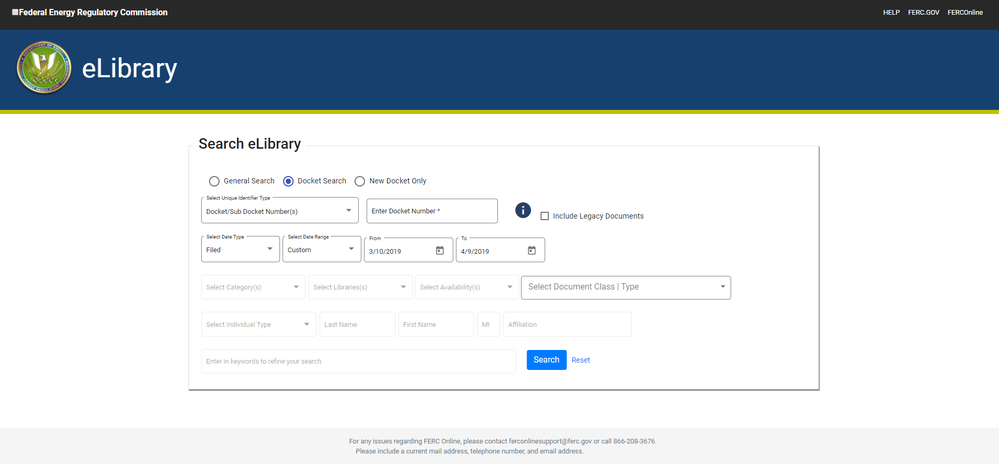 Federal Energy Regulatory Commission
HELP FERC.GOV FERCOnline
eLibrary
Search eLibrary
General Search Docket Search New Docket Only
Select Unique Identifier Type
Docket/Sub Docket Number(s)
Enter Docket Number *
Include Legacy Documents
Select Date Type
Filed
Select Date Range
Custom
From
3/10/2019
To
4/9/2019
Select Category(s) Select Libraries(s) Select Availability(s) Select Document Class | Type
Select Individual Type Last Name First Name MI Affiliation
Enter in keywords to refine your search
Search Reset
For any issues regarding FERC Online, please contact ferconlinesupport@ferc.gov or call 866-208-3676.
Please include a current mail address, telephone number, and email address.